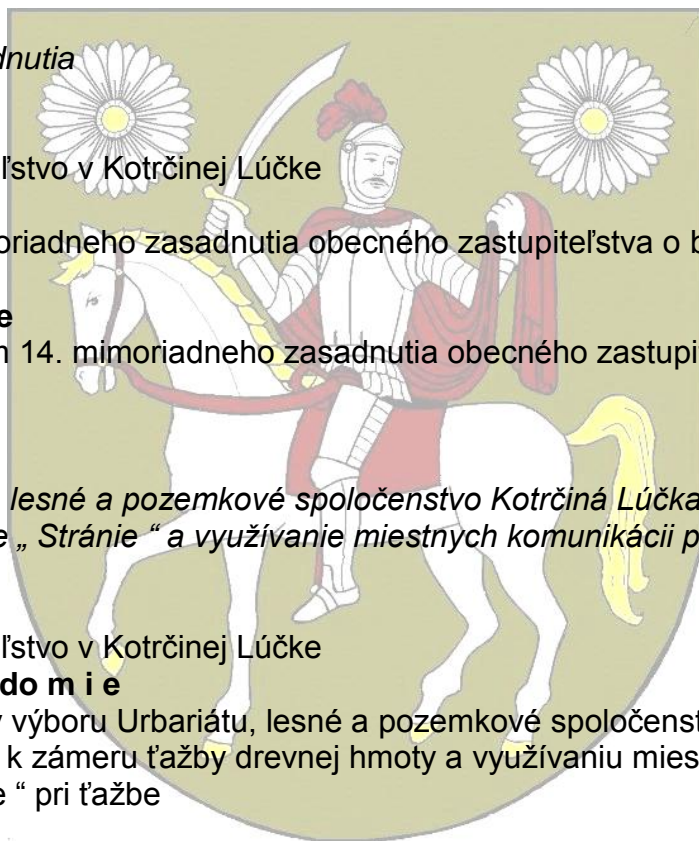 dnutia
ľstvo v Kotrčinej Lúčke
oriadneho zasadnutia obecného zastupiteľstva o b
e
n 14. mimoriadneho zasadnutia obecného zastupi
lesné a pozemkové spoločenstvo Kotrčiná Lúčka
e „ Stránie “ a využívanie miestnych komunikácii p
ľstvo v Kotrčinej Lúčke
do m i e
v výboru Urbariátu, lesné a pozemkové spoločenst
k zámeru ťažby drevnej hmoty a využívaniu mies
e “ pri ťažbe